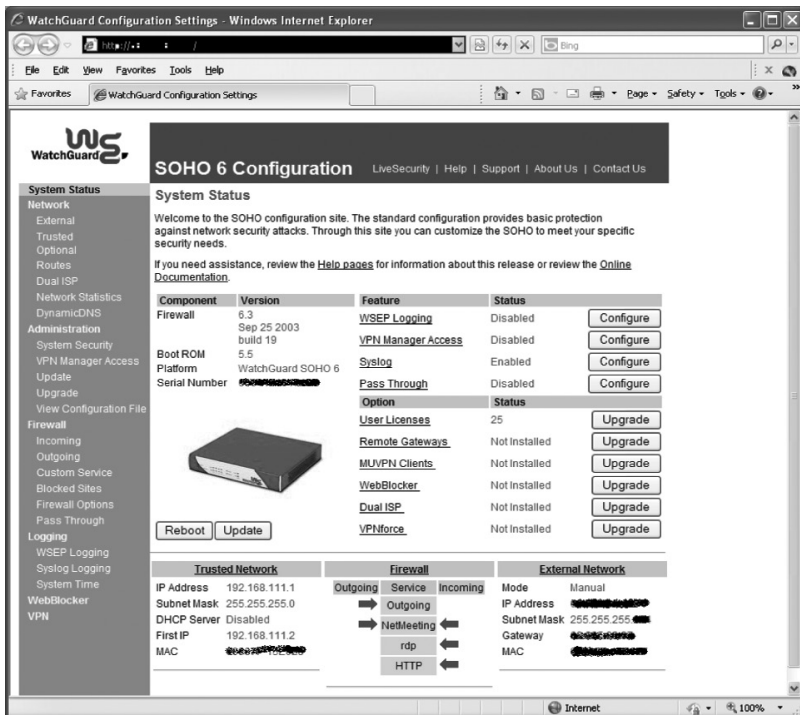 WatchGuard Configuration Settings - Windows Internet Explorer
http://
Bing
File Edit View Favorites Tools Help
Favorites WatchGuard Configuration Settings Page Safety Tools
WatchGuard
SOHO 6 Configuration LiveSecurity | Help | Support | About Us | Contact Us
System Status
Network
External
Trusted
Optional
Routes
Dual ISP
Network Statistics
DynamicDNS
Administration
System Security
VPN Manager Access
Update
Upgrade
View Configuration File
Firewall
Incoming
Outgoing
Custom Service
Blocked Sites
Firewall Options
Pass Through
Logging
WSEP Logging
Syslog Logging
System Time
WebBlocker
VPN
System Status
Welcome to the SOHO configuration site. The standard configuration provides basic protection
against network security attacks. Through this site you can customize the SOHO to meet your specific
security needs.
If you need assistance, review the Help pages for information about this release or review the Online
Documentation.
Component Version
Firewall 6.3
Sep 25 2003
build 19
Boot ROM 5.5
Platform WatchGuard SOHO 6
Serial Number
Reboot Update
Feature Status
WSEP Logging Disabled Configure
VPN Manager Access Disabled Configure
Syslog Enabled Configure
Pass Through Disabled Configure
Option Status
User Licenses 25 Upgrade
Remote Gateways Not Installed Upgrade
MUVPN Clients Not Installed Upgrade
WebBlocker Not Installed Upgrade
Dual ISP Not Installed Upgrade
VPNforce Not Installed Upgrade
Trusted Network
IP Address 192.168.111.1
Subnet Mask 255.255.255.0
DHCP Server Disabled
First IP 192.168.111.2
MAC
Firewall
Outgoing Service Incoming
Outgoing
NetMeeting
rdp
HTTP
External Network
Mode Manual
IP Address
Subnet Mask 255.255.255.
Gateway
MAC
Internet 100%